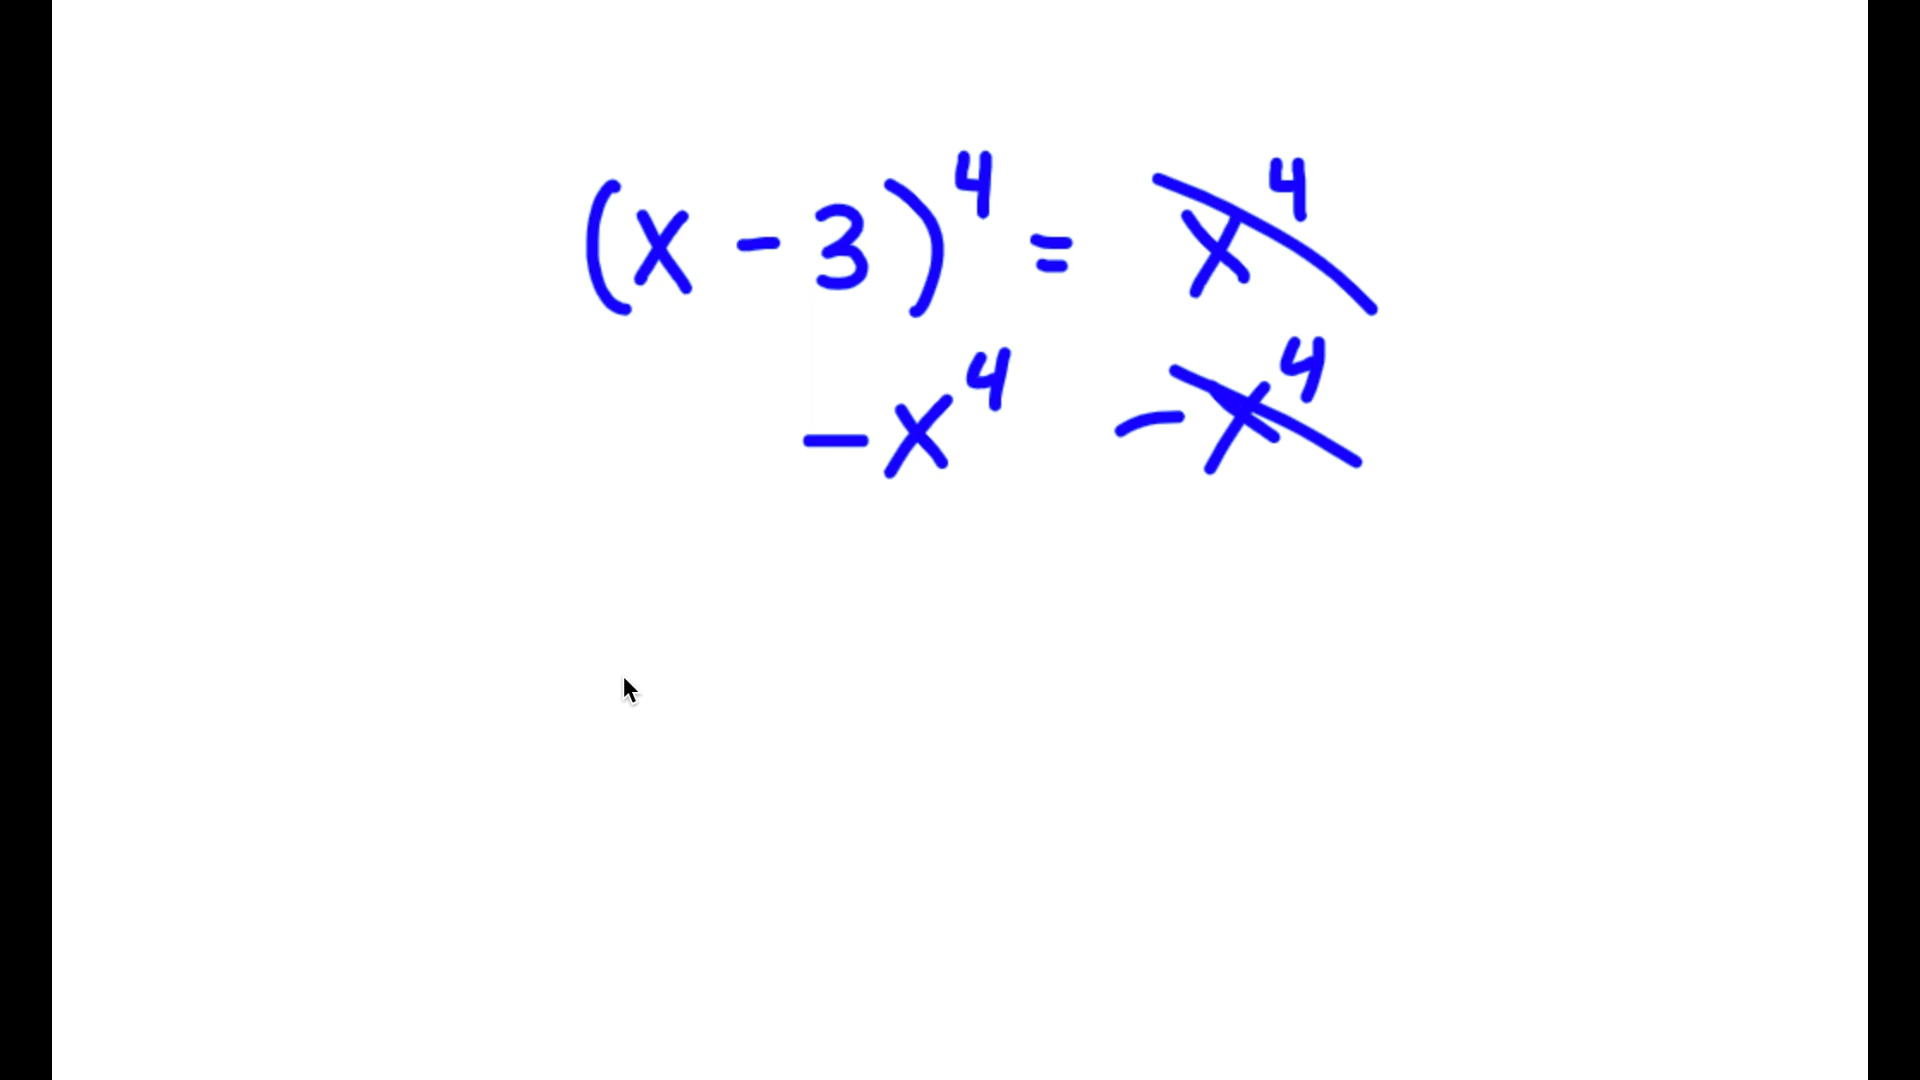 (x - 3)⁴ = x⁴
- x⁴ - x⁴